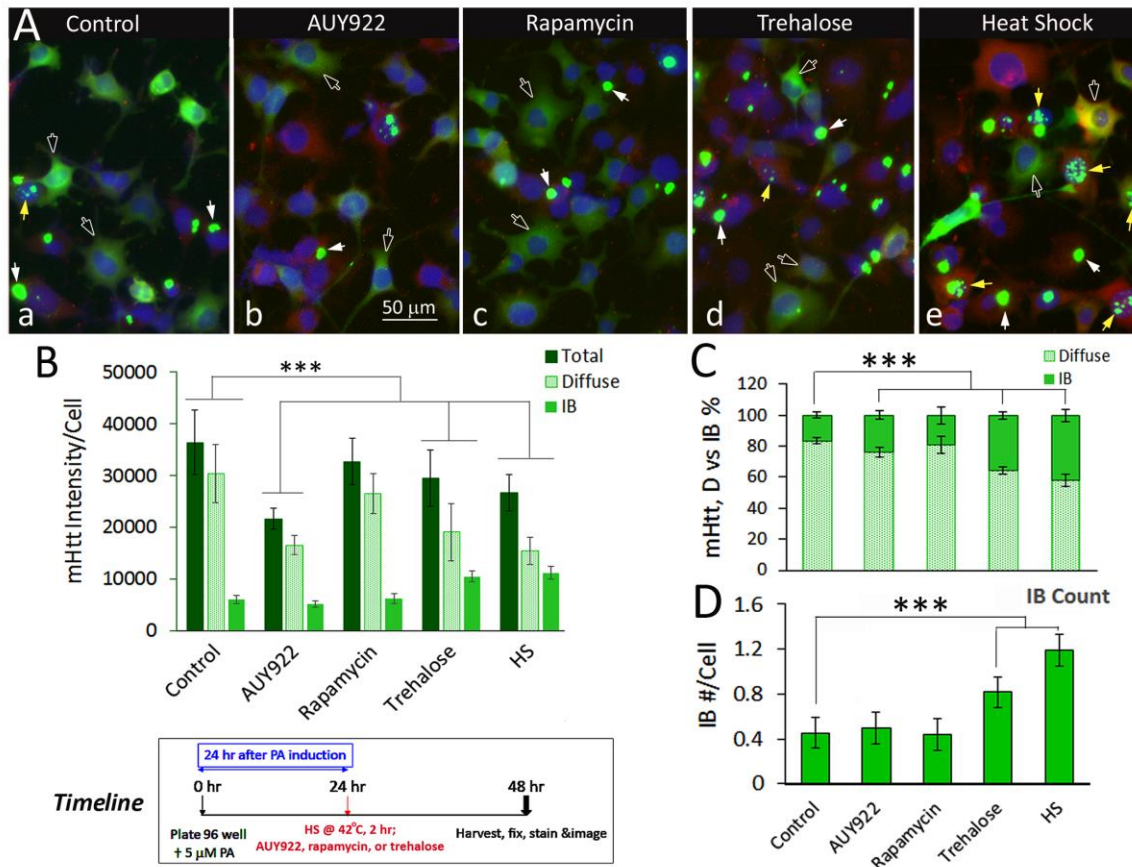 A
Control
AUY922
Rapamycin
Trehalose
Heat Shock
a
b
50 μm
c
d
e
B
50000
40000
30000
20000
10000
0
mHtt Intensity/Cell
***
Total
Diffuse
IB
Control
AUY922
Rapamycin
Trehalose
HS
C
***
Diffuse
IB
120
100
80
60
40
20
0
mHtt, D vs IB %
D
IB Count
***
1.6
1.2
0.8
0.4
0
IB #/Cell
Control
AUY922
Rapamycin
Trehalose
HS
Timeline
24 hr after PA induction
0 hr
24 hr
48 hr
Plate 96 well
+ 5 μM PA
HS @ 42°C, 2 hr;
AUY922, rapamycin, or trehalose
Harvest, fix, stain &image